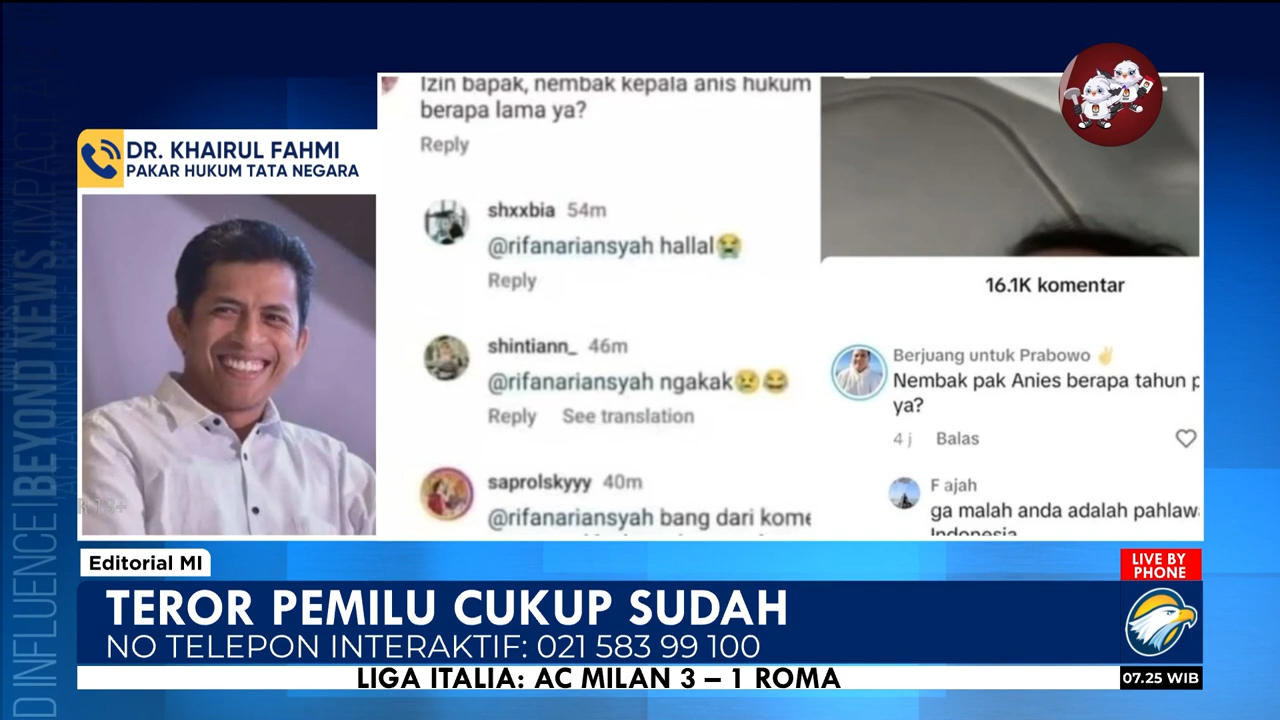 DR. KHAIRUL FAHMI
PAKAR HUKUM TATA NEGARA
Izin bapak, nembak kepala anis hukum
berapa lama ya?
Reply
shxxbia 54m
@rifanariansyah hallal😭
Reply
shintiann_ 46m
@rifanariansyah ngakak😢😂
Reply See translation
saprolskyyy 40m
@rifanariansyah bang dari kome
16.1K komentar
Berjuang untuk Prabowo ✌
Nembak pak Anies berapa tahun p
ya?
4 j Balas
F ajah
ga malah anda adalah pahlaw
Indonesia
Editorial MI
LIVE BY
PHONE
TEROR PEMILU CUKUP SUDAH
NO TELEPON INTERAKTIF: 021 583 99 100
LIGA ITALIA: AC MILAN 3 – 1 ROMA
07.25 WIB
D INFLUENCE
BEYOND NEWS,
IMPACT A